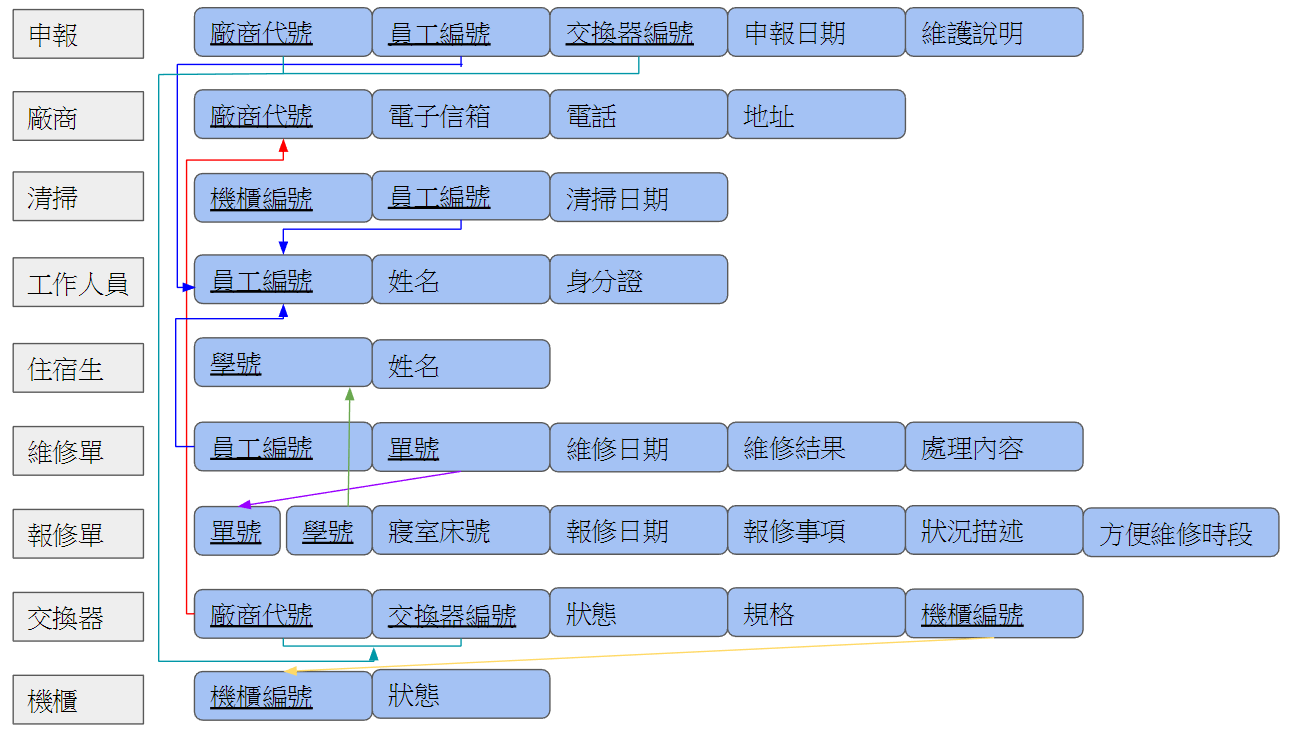 申報 廠商代號 員工編號 交換器編號 申報日期 維護說明
廠商 廠商代號 電子信箱 電話 地址
清掃 機櫃編號 員工編號 清掃日期
工作人員 員工編號 姓名 身分證
住宿生 學號 姓名
維修單 員工編號 單號 維修日期 維修結果 處理內容
報修單 單號 學號 寢室床號 報修日期 報修事項 狀況描述 方便維修時段
交換器 廠商代號 交換器編號 狀態 規格 機櫃編號
機櫃 機櫃編號 狀態